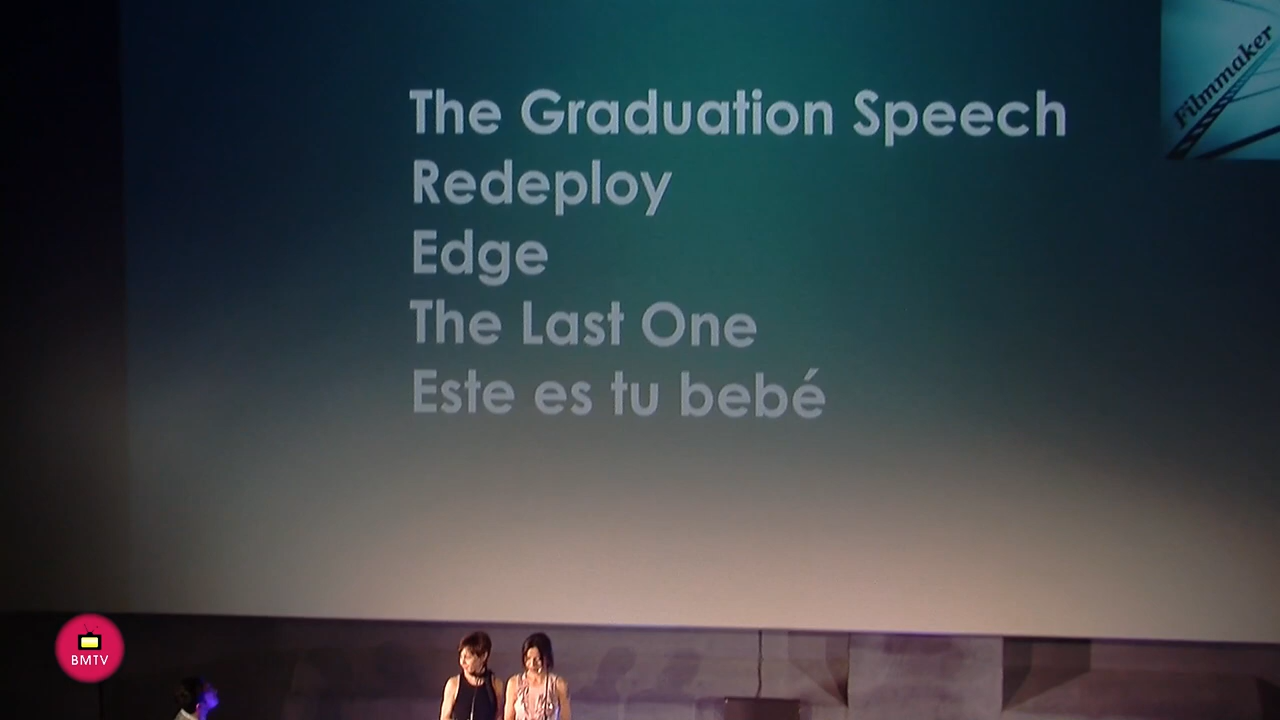 The Graduation Speech
Redeploy
Edge
The Last One
Este es tu bebé
Filmmaker
BMTV